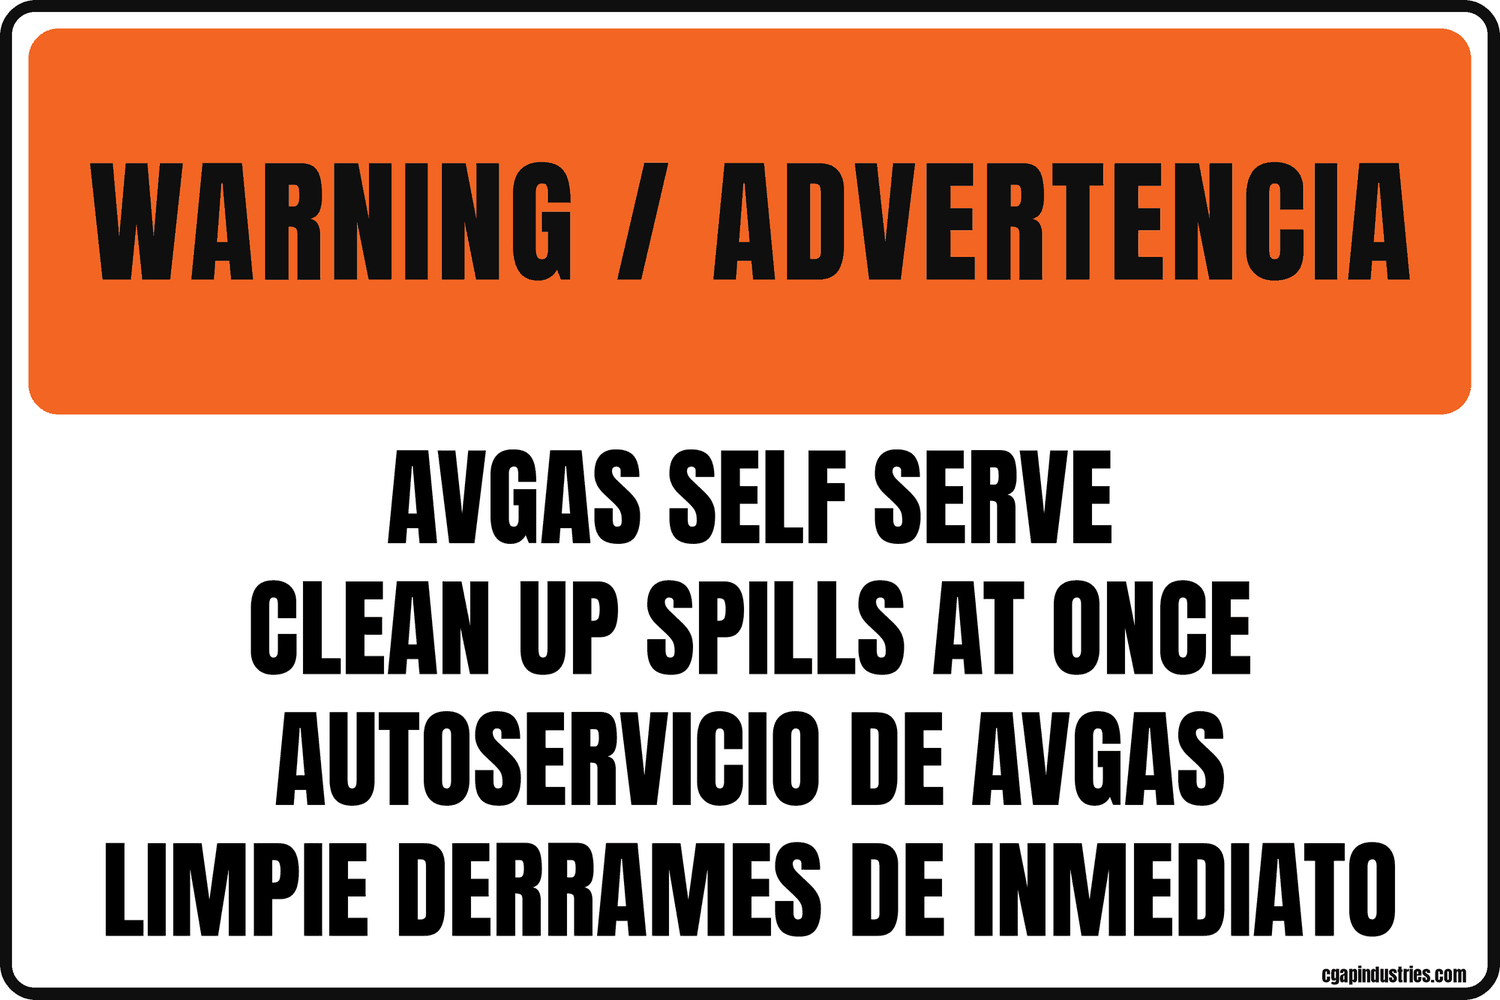 WARNING / ADVERTENCIA
AVGAS SELF SERVE
CLEAN UP SPILLS AT ONCE
AUTOSERVICIO DE AVGAS
LIMPIE DERRAMES DE INMEDIATO
cgapindustries.com